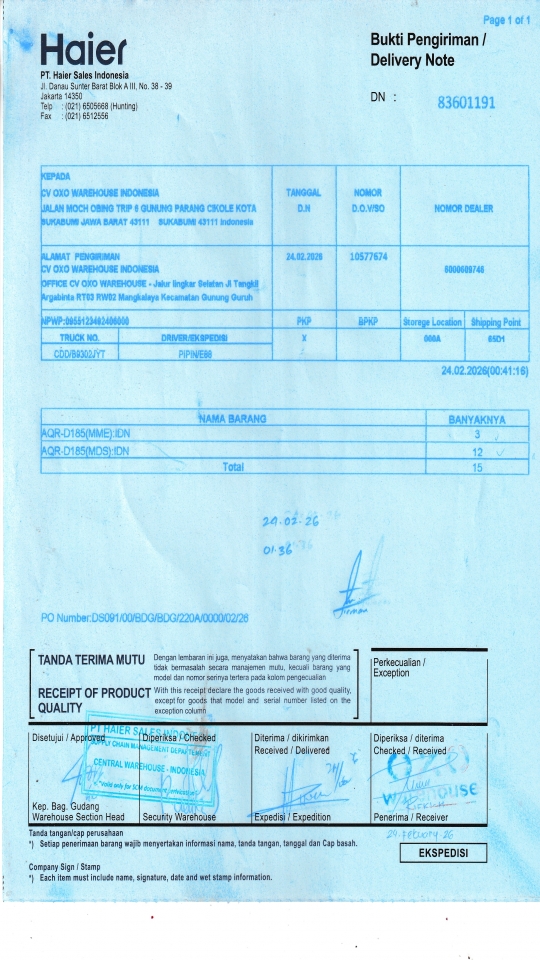 Page 1 of 1
Haier
Bukti Pengiriman /
Delivery Note
PT. Haier Sales Indonesia
Jl. Danau Sunter Barat Blok A III, No. 38 - 39
Jakarta 14350
Telp : (021) 6505668 (Hunting)
Fax : (021) 6512556
DN : 83601191
KEPADA
CV OXO WAREHOUSE INDONESIA
JALAN MOCH OBING TRIP 6 GUNUNG PARANG CIKOLE KOTA
SUKABUMI JAWA BARAT 43111 SUKABUMI 43111 Indonesia
TANGGAL
D.N
NOMOR
D.O.V/SO
NOMOR DEALER
ALAMAT PENGIRIMAN
CV OXO WAREHOUSE INDONESIA
OFFICE CV OXO WAREHOUSE - Jalur lingkar Selatan Jl Tangkil
Argabinta RT03 RW02 Mangkalaya Kecamatan Gunung Guruh
24.02.2026
10577674
NPWP: PKP BPKP Storage Location Shipping Point
TRUCK NO. DRIVER/EKSPEDISI X
PIPIN/E88
24.02.2026(00:41:16)
NAMA BARANG BANYAKNYA
AQR-D185(MME):IDN 3
AQR-D185(MDS):IDN 12
Total 15
24.02.26
01.36
PO Number:DS091/00/BDG/BDG/220A/0000/02/26
TANDA TERIMA MUTU
Dengan lembaran ini juga, menyatakan bahwa barang yang diterima
tidak bermasalah secara manajemen mutu, kecuali barang yang
model dan nomor serinya tertera pada kolom pengecualian
RECEIPT OF PRODUCT
QUALITY
With this receipt declare the goods received with good quality,
except for goods that model and serial number listed on the
exception column
Perkecualian /
Exception
Disetujui / Approved
Diperiksa / Checked
Diterima / dikirimkan
Received / Delivered
Diperiksa / diterima
Checked / Received
PT HAIER SALES INDONESIA
SUPPLY CHAIN MANAGEMENT DEPARTEMENT
CENTRAL WAREHOUSE - INDONESIA
OXO
WAREHOUSE
Kep. Bag. Gudang
Warehouse Section Head
Security Warehouse
Expedisi / Expedition
Penerima / Receiver
Tanda tangan/cap perusahaan
*) Setiap penerimaan barang wajib menyertakan informasi nama, tanda tangan, tanggal dan Cap basah.
EKSPEDISI
Company Sign / Stamp
*) Each item must include name, signature, date and wet stamp information.